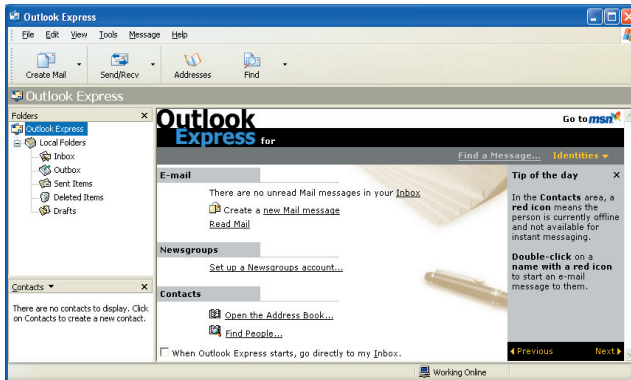 Outlook Express
File Edit View Tools Message Help
Create Mail Send/Recv Addresses Find
Outlook Express
Folders
Outlook Express
Local Folders
Inbox
Outbox
Sent Items
Deleted Items
Drafts
Contacts
There are no contacts to display. Click
on Contacts to create a new contact.
Outlook
Express for
Go to msn
Find a Message... Identities
E-mail
There are no unread Mail messages in your Inbox
Create a new Mail message
Read Mail
Newsgroups
Set up a Newsgroups account...
Contacts
Open the Address Book...
Find People...
When Outlook Express starts, go directly to my Inbox.
Tip of the day
In the Contacts area, a
red icon means the
person is currently offline
and not available for
instant messaging.
Double-click on a
name with a red icon
to start an e-mail
message to them.
Previous Next
Working Online